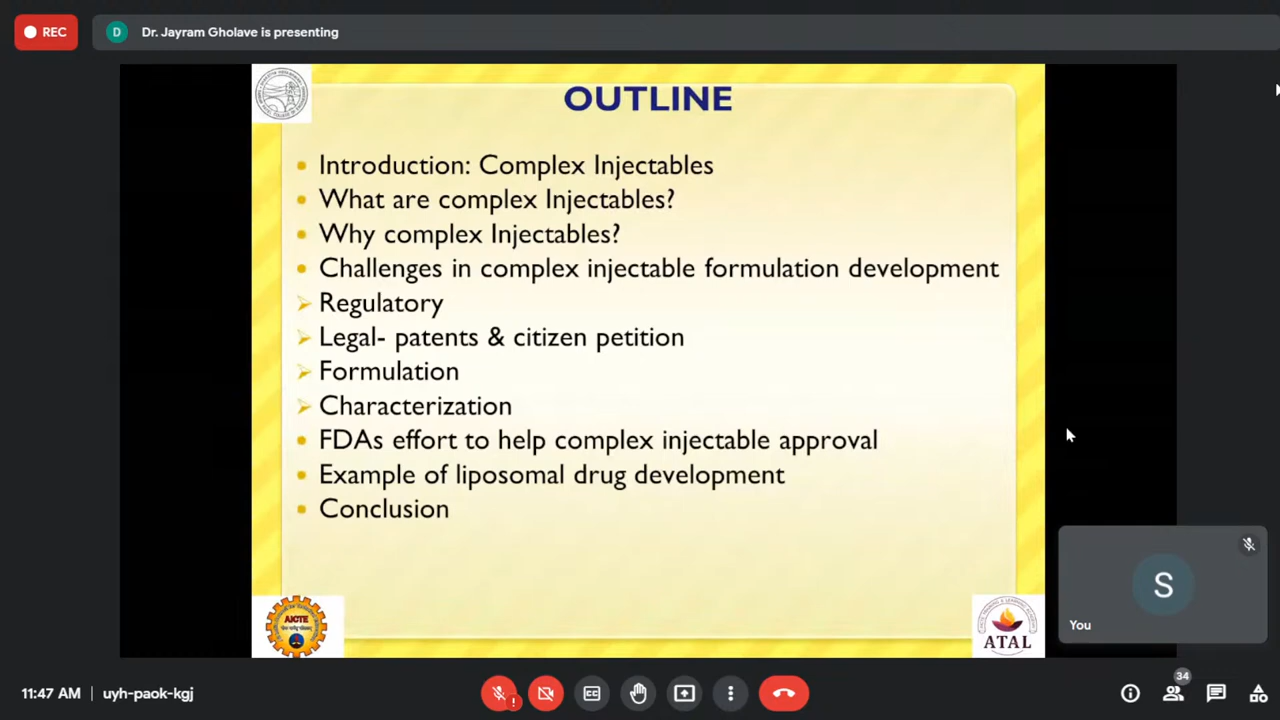 REC
D
Dr. Jayram Gholave is presenting
OUTLINE
Introduction: Complex Injectables
What are complex Injectables?
Why complex Injectables?
Challenges in complex injectable formulation development
Regulatory
Legal- patents & citizen petition
Formulation
Characterization
FDAs effort to help complex injectable approval
Example of liposomal drug development
Conclusion
S
You
AICTE
ATAL
34
11:47 AM
uyh-paok-kgj
CC